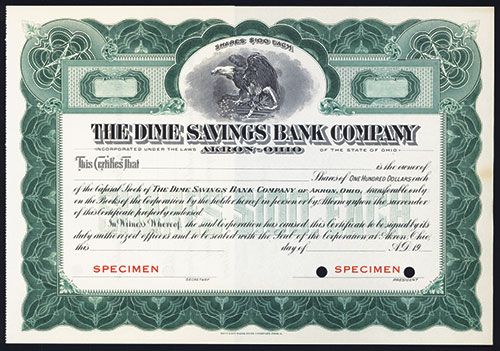 SHARES $100 EACH
THE DIME SAVINGS BANK COMPANY
INCORPORATED UNDER THE LAWS AKRON, OHIO OF THE STATE OF OHIO
This Certifies That is the owner of
Shares of ONE HUNDRED DOLLARS each
of the Capital Stock of THE DIME SAVINGS BANK COMPANY OF AKRON, OHIO, transferable only
on the Books of the Corporation by the holder hereof in person or by Attorney upon the surrender
of this Certificate properly endorsed.
In Witness Whereof, the said Corporation has caused this Certificate to be signed by its
duly authorized officers and to be sealed with the Seal of the Corporation at Akron, Ohio,
this day of A.D. 19
SPECIMEN SPECIMEN
SECRETARY PRESIDENT